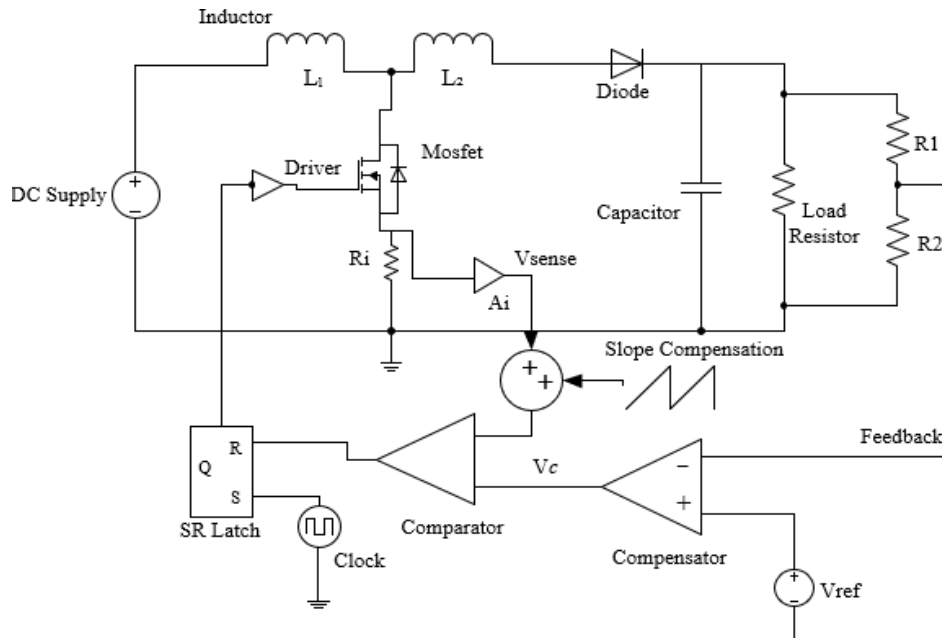 Inductor
L1
L2
Diode
Mosfet
Driver
DC Supply
+
−
Capacitor
Load
Resistor
R1
R2
Ri
Vsense
Ai
+
+
Slope Compensation
Feedback
R
Q
S
SR Latch
Clock
Comparator
Vc
−
+
Compensator
+
−
Vref